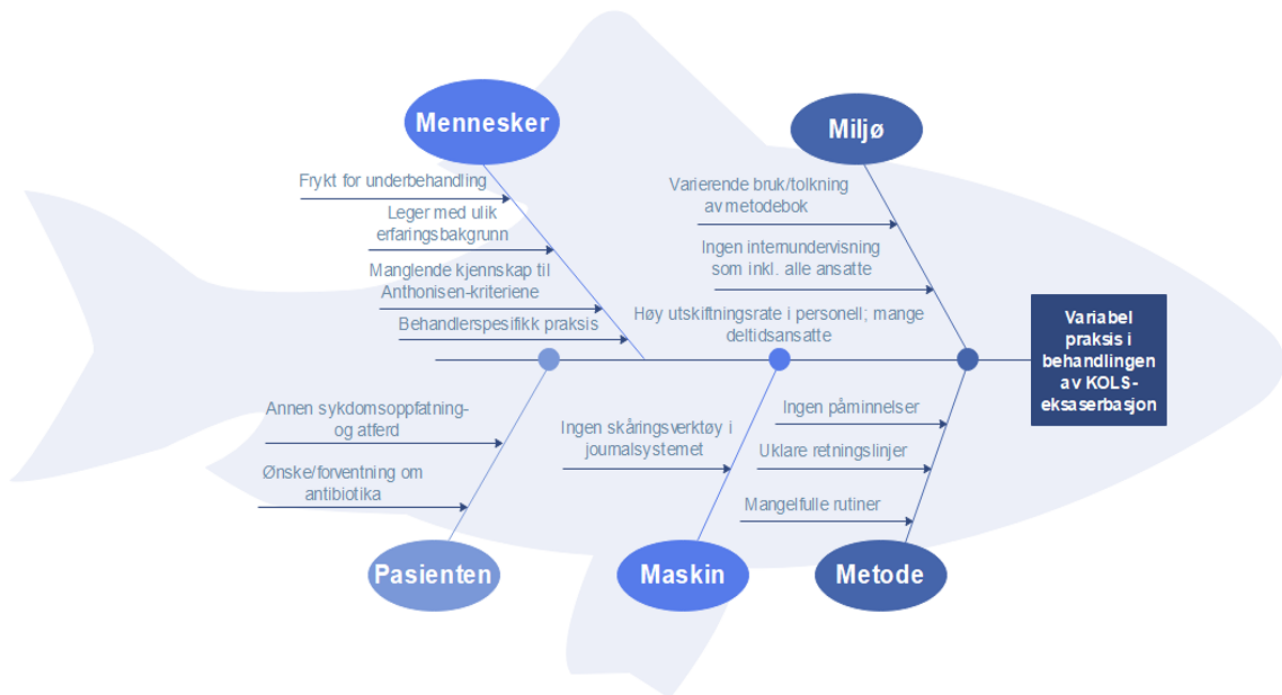 Mennesker
Miljø
Frykt for underbehandling
Leger med ulik
erfaringsbakgrunn
Manglende kjennskap til
Anthonisen-kriteriene
Behandlerspesifikk praksis
Varierende bruk/tolkning
av metodebok
Ingen internundervisning
som inkl. alle ansatte
Høy utskiftningsrate i personell; mange
deltidsansatte
Variabel
praksis i
behandlingen
av KOLS-
eksaserbasjon
Annen sykdomsoppfatning-
og atferd
Ønske/forventning om
antibiotika
Ingen skåringsverktøy i
journalsystemet
Ingen påminnelser
Uklare retningslinjer
Mangelfulle rutiner
Pasienten
Maskin
Metode